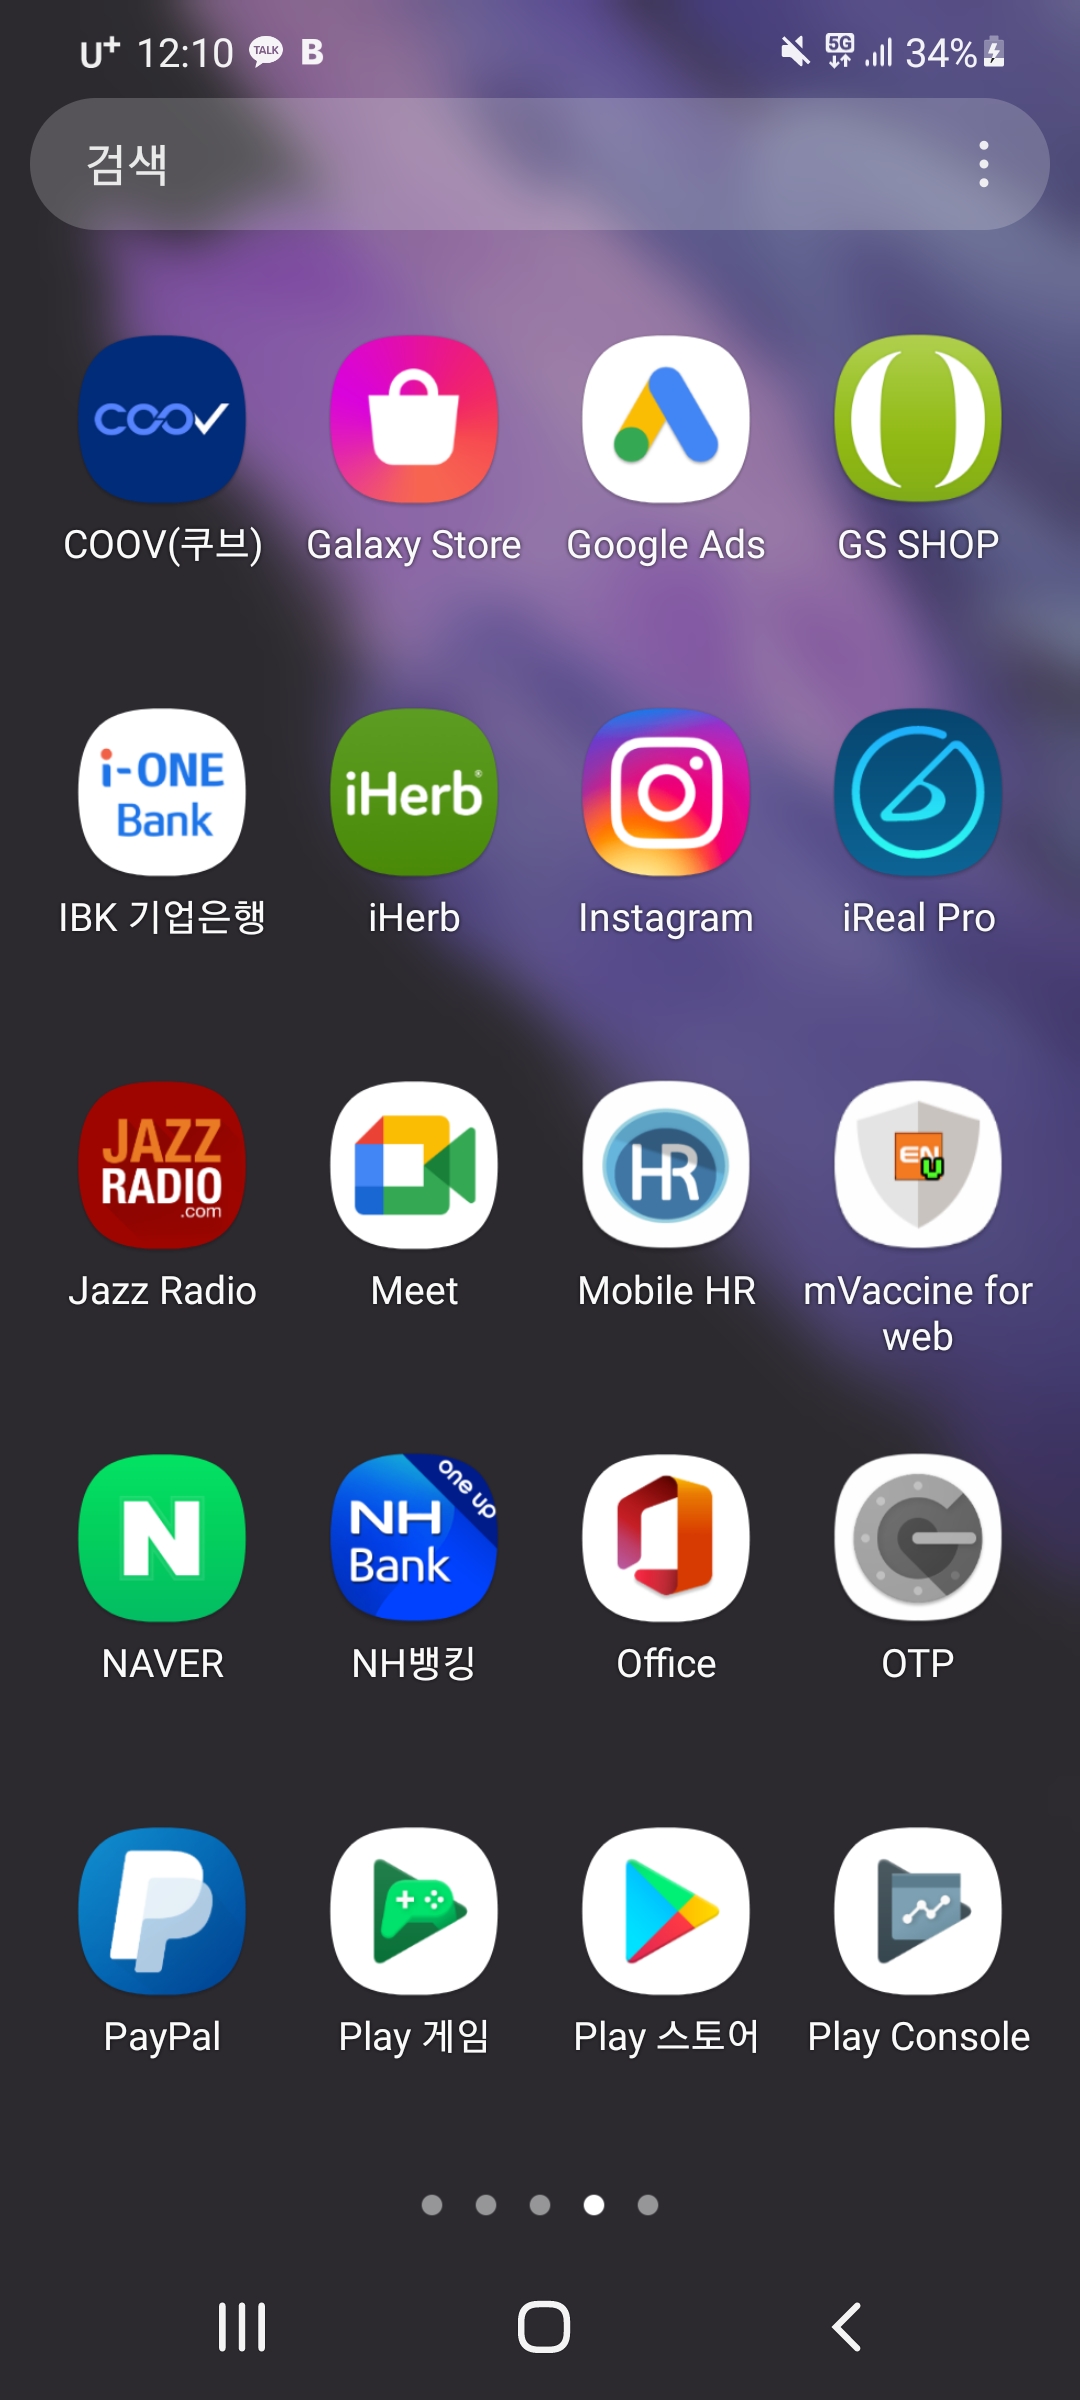 U+ 12:10 TALK B 5G 34%
검색
COOV
COOV(쿠브) Galaxy Store Google Ads GS SHOP
i-ONE
Bank
iHerb
IBK 기업은행 iHerb Instagram iReal Pro
JAZZ
RADIO
.com
HR
EN
U
Jazz Radio Meet Mobile HR mVaccine for
web
N
one up
NH
Bank
NAVER NH뱅킹 Office OTP
PayPal Play 게임 Play 스토어 Play Console